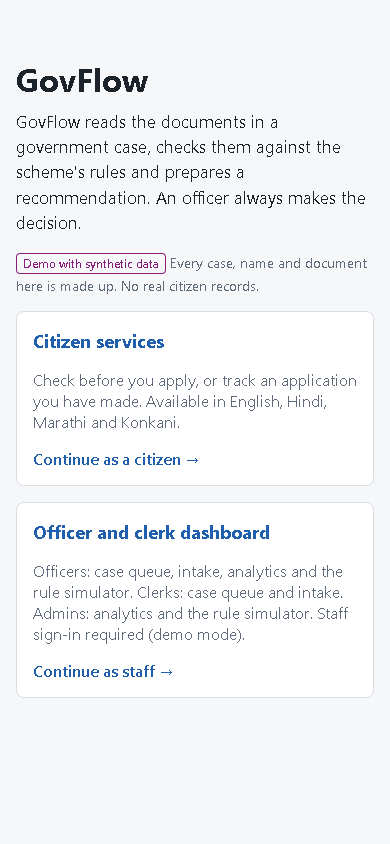 GovFlow
GovFlow reads the documents in a
government case, checks them against the
scheme's rules and prepares a
recommendation. An officer always makes the
decision.
Demo with synthetic data Every case, name and document
here is made up. No real citizen records.
Citizen services
Check before you apply, or track an application
you have made. Available in English, Hindi,
Marathi and Konkani.
Continue as a citizen →
Officer and clerk dashboard
Officers: case queue, intake, analytics and the
rule simulator. Clerks: case queue and intake.
Admins: analytics and the rule simulator. Staff
sign-in required (demo mode).
Continue as staff →